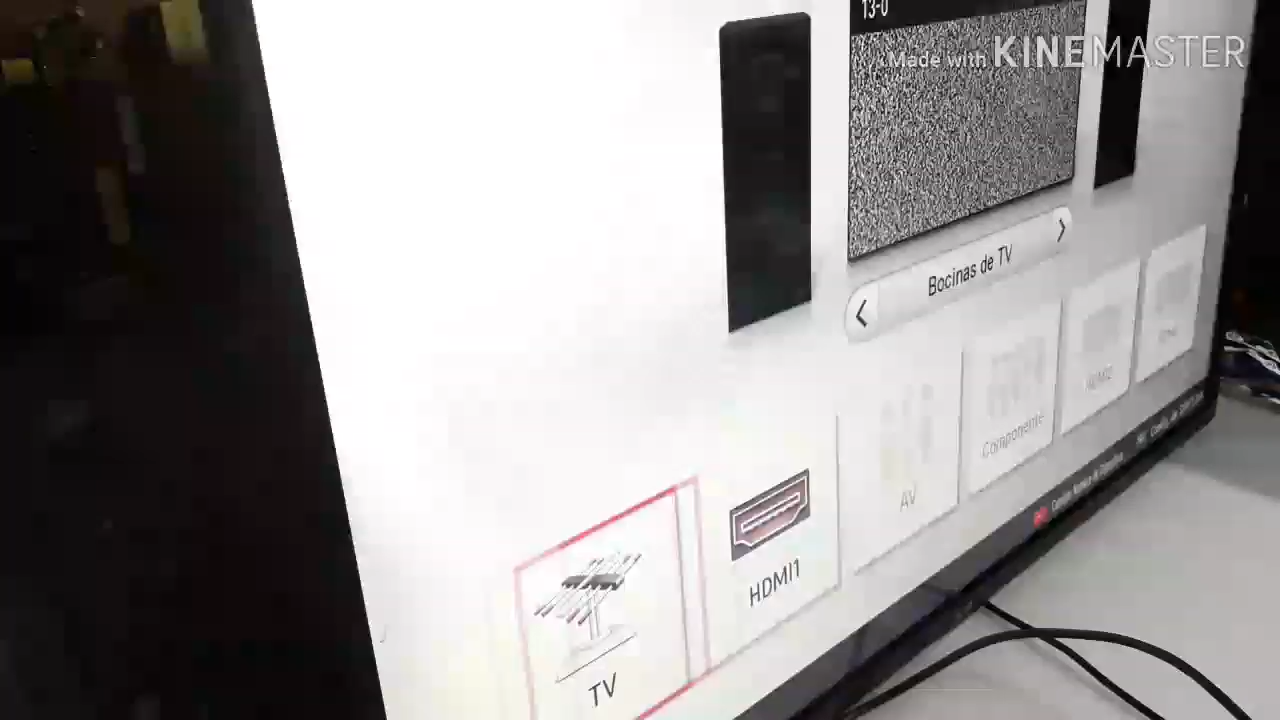 13-0
Made with KINEMASTER
Bocinas de TV
TV
HDMI1
AV
Componente
HDMI2